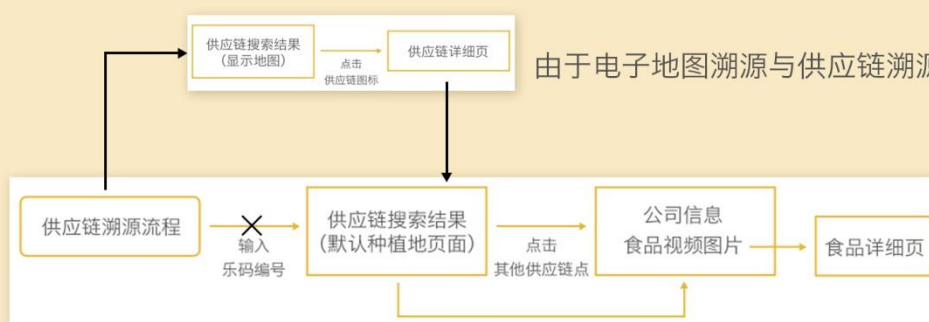 供应链搜索结果
（显示地图）
点击
供应链图标
供应链详细页
由于电子地图溯源与供应链溯源
供应链溯源流程
输入
乐码编号
供应链搜索结果
（默认种植地页面）
点击
其他供应链点
公司信息
食品视频图片
食品详细页